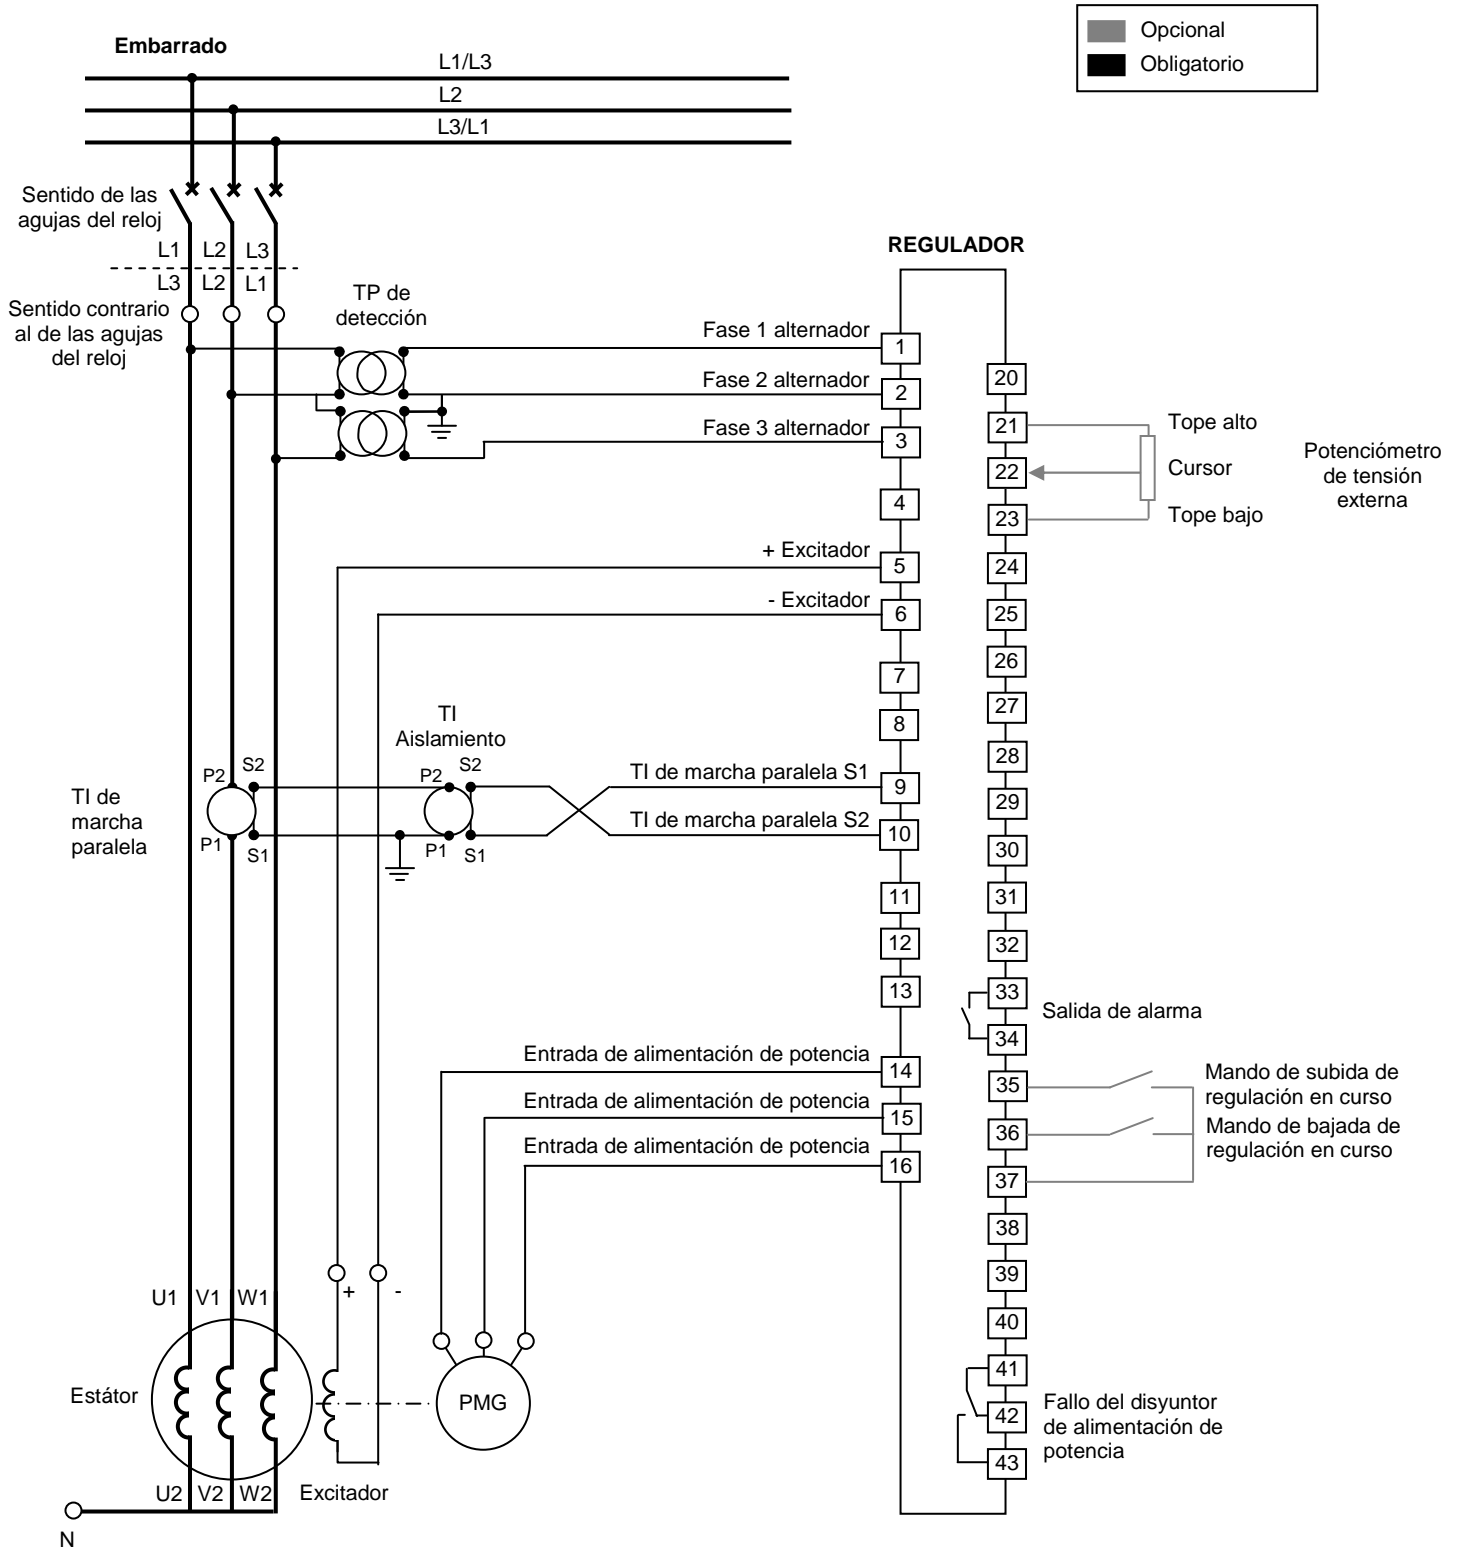 Opcional
Obligatorio
Embarrado
L1/L3
L2
L3/L1
Sentido de las
agujas del reloj
L1 L2 L3
L3 L2 L1
Sentido contrario
al de las agujas
del reloj
TP de
detección
REGULADOR
Fase 1 alternador
1
Fase 2 alternador
2
Fase 3 alternador
3
4
+ Excitador
5
- Excitador
6
7
8
TI
Aislamiento
TI de
marcha
paralela
P2 S2
P1 S1
P2 S2
P1 S1
TI de marcha paralela S1
9
TI de marcha paralela S2
10
11
12
13
Entrada de alimentación de potencia
14
Entrada de alimentación de potencia
15
Entrada de alimentación de potencia
16
20
21
Tope alto
22
Cursor
23
Tope bajo
Potenciómetro
de tensión
externa
24
25
26
27
28
29
30
31
32
33
34
Salida de alarma
35
Mando de subida de
regulación en curso
36
Mando de bajada de
regulación en curso
37
38
39
40
41
42
43
Fallo del disyuntor
de alimentación de
potencia
+ -
U1 V1 W1
Estátor
PMG
U2 V2 W2
Excitador
N